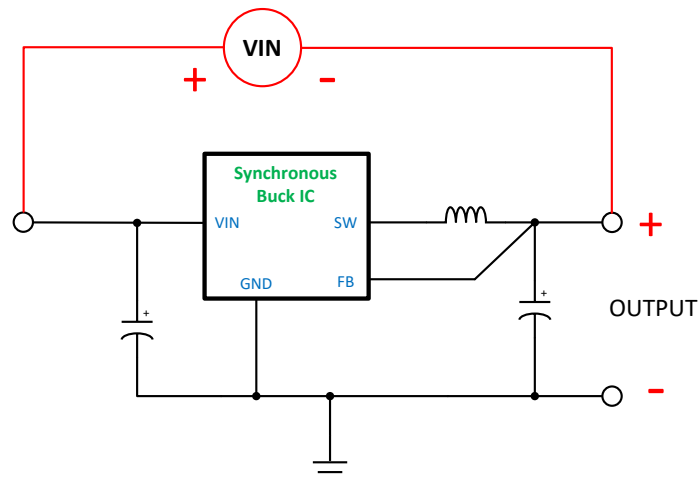 VIN
+ -
Synchronous
Buck IC
VIN SW
+
GND FB
+ +
OUTPUT
-